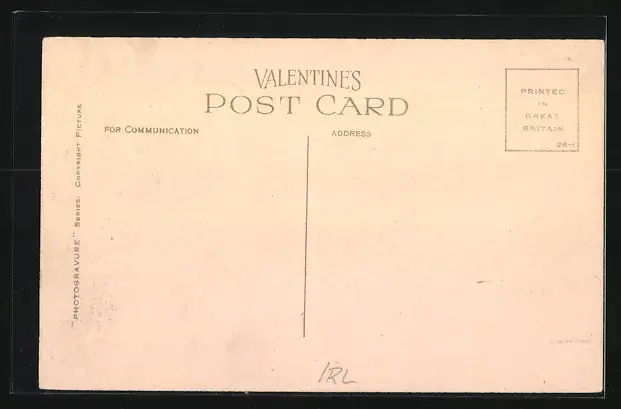 VALENTINE'S
POST CARD
FOR COMMUNICATION
ADDRESS
PRINTED
IN
GREAT
BRITAIN
"PHOTOGRAVURE" SERIES. COPYRIGHT PICTURE
IRL